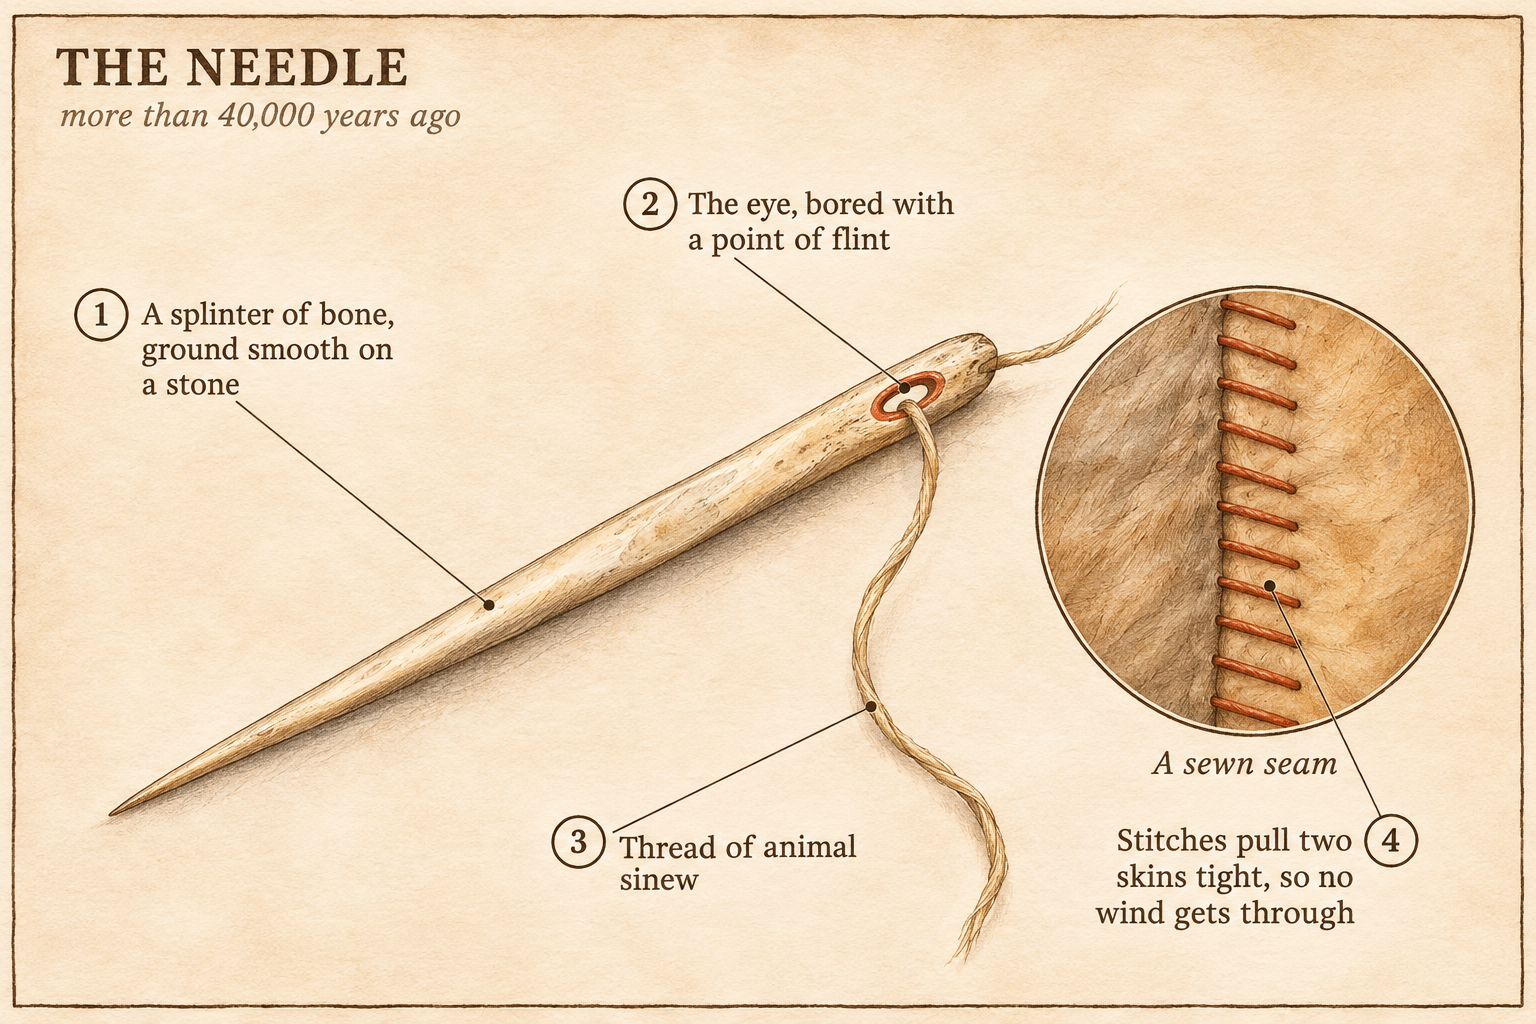 THE NEEDLE
more than 40,000 years ago
2 The eye, bored with
a point of flint
1 A splinter of bone,
ground smooth on
a stone
A sewn seam
3 Thread of animal
sinew
Stitches pull two 4
skins tight, so no
wind gets through